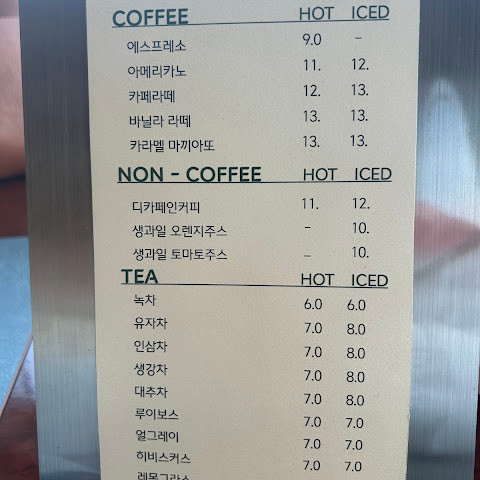 COFFEE HOT ICED
에스프레소 9.0 –
아메리카노 11. 12.
카페라떼 12. 13.
바닐라 라떼 13. 13.
카라멜 마끼아또 13. 13.
NON - COFFEE HOT ICED
디카페인커피 11. 12.
생과일 오렌지주스 – 10.
생과일 토마토주스 – 10.
TEA HOT ICED
녹차 6.0 6.0
유자차 7.0 8.0
인삼차 7.0 8.0
생강차 7.0 8.0
대추차 7.0 8.0
루이보스 7.0 7.0
얼그레이 7.0 7.0
히비스커스 7.0 7.0
레몬그라스